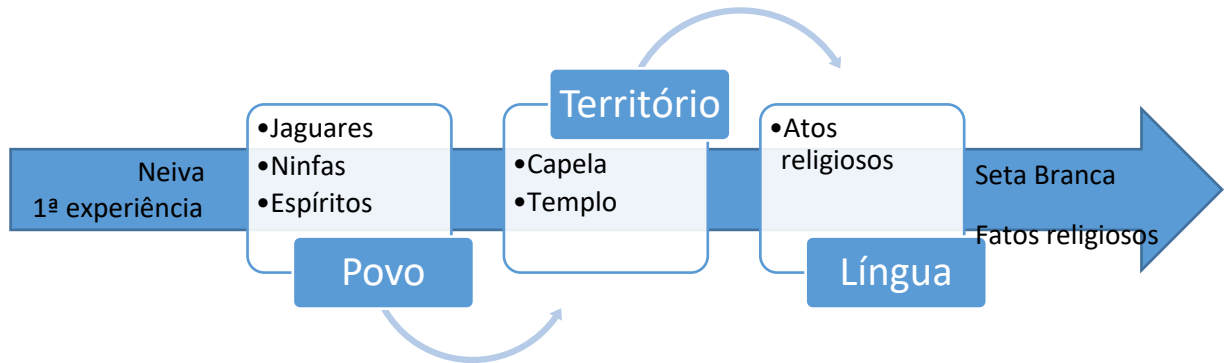 Neiva
1ª experiência
•Jaguares
•Ninfas
•Espíritos
Povo
Território
•Capela
•Templo
•Atos
religiosos
Língua
Seta Branca
Fatos religiosos